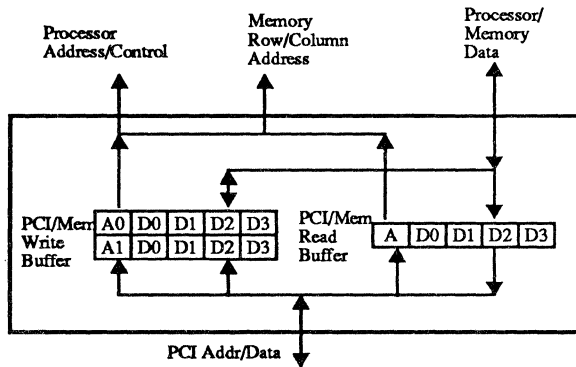 Processor
Address/Control
Memory
Row/Column
Address
Processor/
Memory
Data
PCI/Mem
Write
Buffer
A0 D0 D1 D2 D3
A1 D0 D1 D2 D3
PCI/Mem
Read
Buffer
A D0 D1 D2 D3
PCI Addr/Data